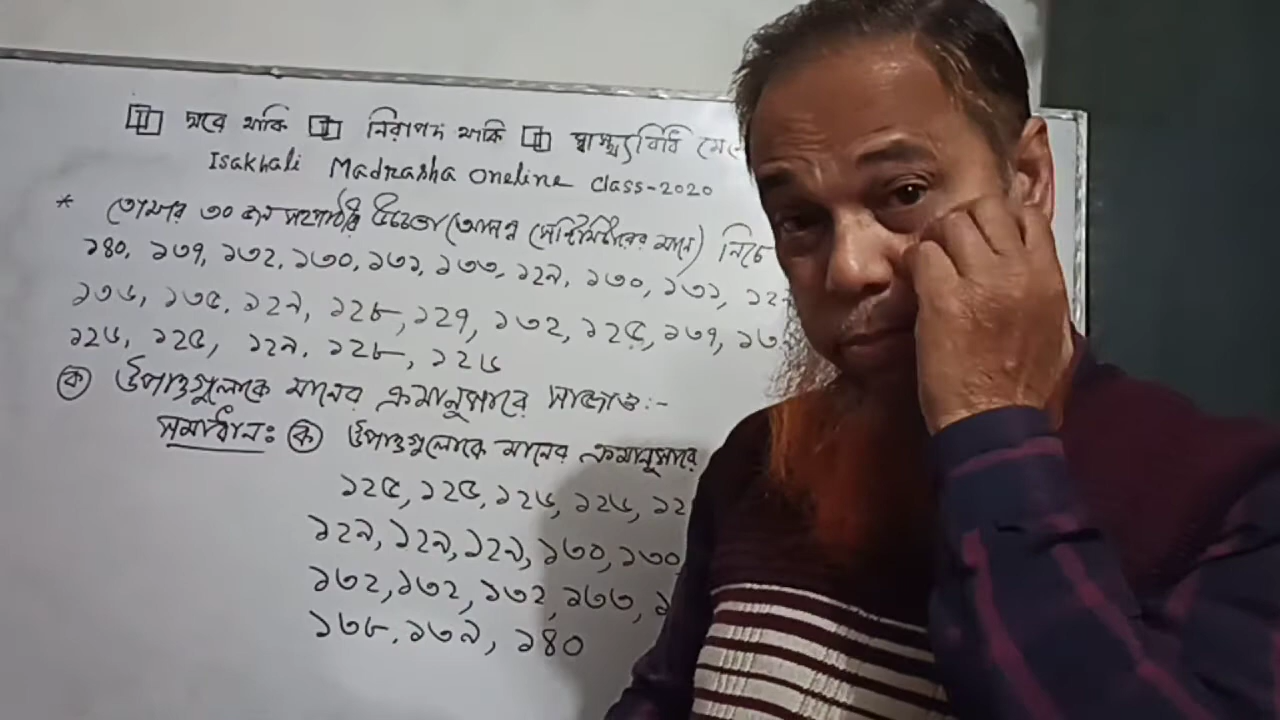 ঘরে থাকি নিরাপদ থাকি স্বাস্থ্যবিধি
Isakhali Madrasha Oneline Class-2020
* তোমার ৩০ জন সহপাঠীর উচ্চতা (আসন্ন সেন্টিমিটারের মানে) নিচে
১৪০, ১৩৭, ১৩২, ১৩০, ১৩১, ১৩৩, ১২৯, ১৩০, ১৩১,
১৩৬, ১৩৫, ১২৯, ১২৮, ১২৭, ১৩২, ১২৫, ১৩৭,
১২৬, ১২৫, ১২৯, ১২৮, ১২৬
ক উপাত্তগুলোকে মানের ক্রমানুসারে সাজাও:-
সমাধান: ক উপাত্তগুলোকে মানের ক্রমানুসারে
১২৫, ১২৫, ১২৬, ১২৬,
১২৯, ১২৯, ১২৯, ১৩০, ১৩০,
১৩২, ১৩২, ১৩২, ১৩৩,
১৩৮, ১৩৯, ১৪০